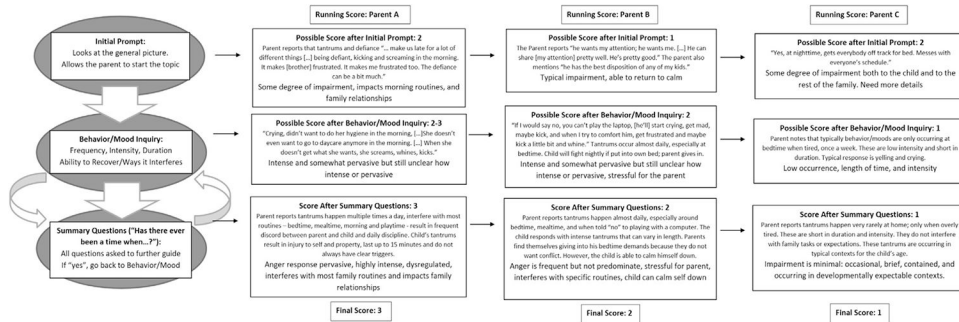 Running Score: Parent A
Running Score: Parent B
Running Score: Parent C
Initial Prompt:
Looks at the general picture.
Allows the parent to start the topic
Possible Score after Initial Prompt: 2
Parent reports that tantrums and defiance "… make us late for a lot of
different things […] being defiant, kicking and screaming in the morning.
It makes [brother] frustrated. It makes me frustrated too. The defiance
can be a bit much."
Some degree of impairment, impacts morning routines, and
family relationships
Possible Score after Initial Prompt: 1
The Parent reports "he wants my attention; he wants me. […] He can
share [my attention] pretty well. He's pretty good." The parent also
mentions "he has the best disposition of any of my kids."
Typical impairment, able to return to calm
Possible Score after Initial Prompt: 2
"Yes, at nighttime, gets everybody off track for bed. Messes with
everyone's schedule."
Some degree of impairment both to the child and to the
rest of the family. Need more details
Behavior/Mood Inquiry:
Frequency, Intensity, Duration
Ability to Recover/Ways it Interferes
Possible Score after Behavior/Mood Inquiry: 2-3
"Crying, didn't want to do her hygiene in the morning, […]She doesn't
even want to go to daycare anymore in the morning. […] When she
doesn't get what she wants, she screams, whines, kicks."
Intense and somewhat pervasive but still unclear how
intense or pervasive
Possible Score after Behavior/Mood Inquiry: 2
"If I would say no, you can't play the laptop, [he'll] start crying, get mad,
maybe kick, and when I try to comfort him, get frustrated and maybe
kick a little bit and whine." Tantrums occur almost daily, especially at
bedtime. Child will fight nightly if put into own bed; parent gives in.
Intense and somewhat pervasive but still unclear how
intense or pervasive, stressful for the parent
Possible Score after Behavior/Mood Inquiry: 1
Parent notes that typically behavior/moods are only occurring at
bedtime when tired, once a week. These are low intensity and short in
duration. Typical response is yelling and crying.
Low occurrence, length of time, and intensity
Summary Questions ("Has there ever
been a time when…?"):
All questions asked to further guide
If "yes", go back to Behavior/Mood
Score After Summary Questions: 3
Parent reports tantrums happen multiple times a day, interfere with most
routines – bedtime, mealtime, morning and playtime - result in frequent
discord between parent and child and daily discipline. Child's tantrums
result in injury to self and property, last up to 15 minutes and do not
always have clear triggers.
Anger response pervasive, highly intense, dysregulated,
interferes with most family routines and impacts family
relationships
Score After Summary Questions: 2
Parent reports tantrums happen almost daily, especially around
bedtime, mealtime, and when told "no" to playing with a computer. The
child responds with intense tantrums that can vary in length. Parents
find themselves giving into his bedtime demands because they do not
want conflict. However, the child is able to calm himself down.
Anger is frequent but not predominate, stressful for parent,
interferes with specific routines, child can calm self down
Score After Summary Questions: 1
Parent reports tantrums happen very rarely at home; only when overly
tired. These are short in duration and intensity. They do not interfere
with family tasks or expectations. These tantrums are occurring in
typical contexts for the child's age.
Impairment is minimal: occasional, brief, contained, and
occurring in developmentally expectable contexts.
Final Score: 3
Final Score: 2
Final Score: 1